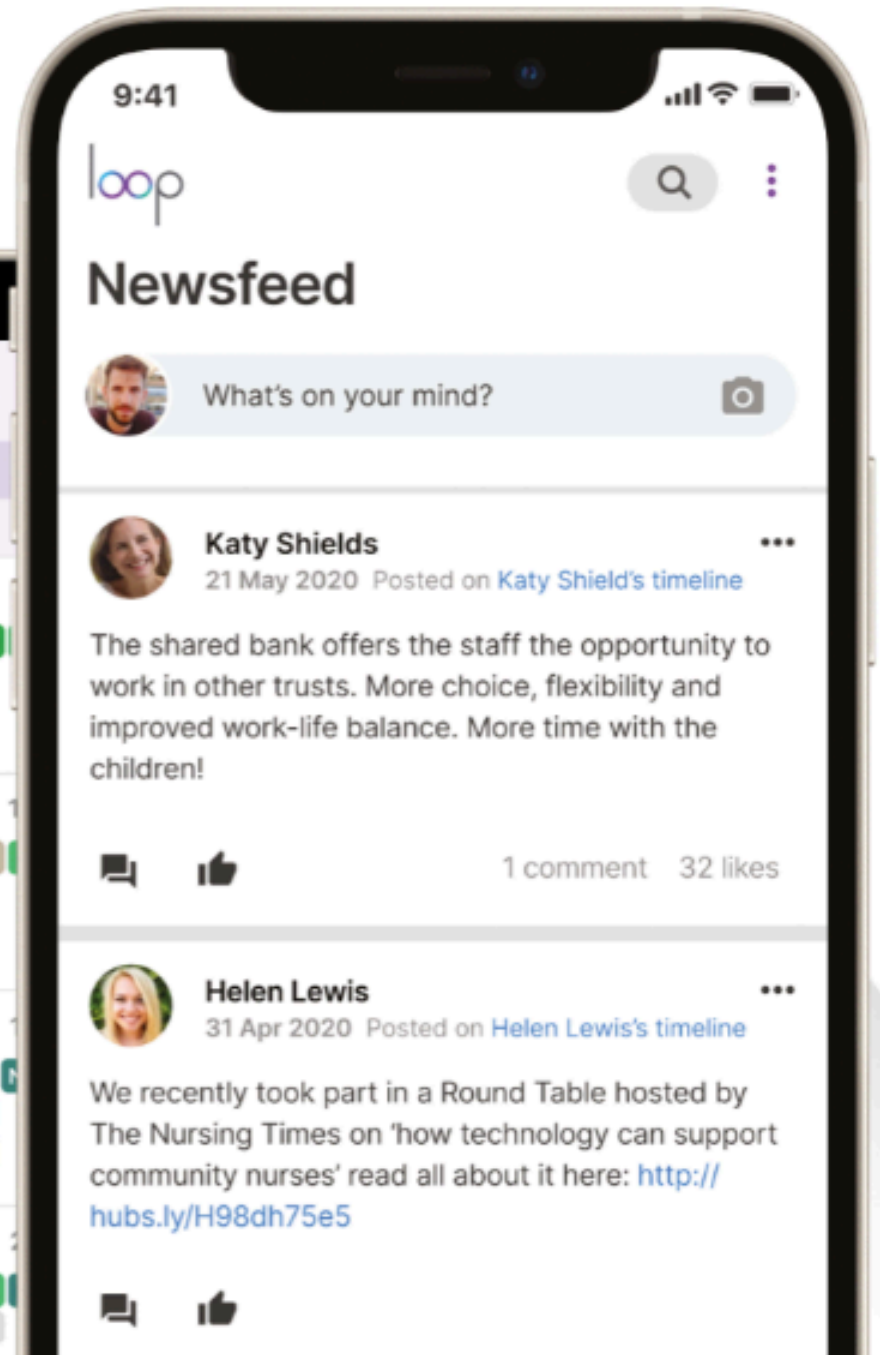 9:41
loop
Newsfeed
What's on your mind?
Katy Shields
21 May 2020 Posted on Katy Shield's timeline
The shared bank offers the staff the opportunity to
work in other trusts. More choice, flexibility and
improved work-life balance. More time with the
children!
1 comment 32 likes
Helen Lewis
31 Apr 2020 Posted on Helen Lewis's timeline
We recently took part in a Round Table hosted by
The Nursing Times on 'how technology can support
community nurses' read all about it here: http://
hubs.ly/H98dh75e5